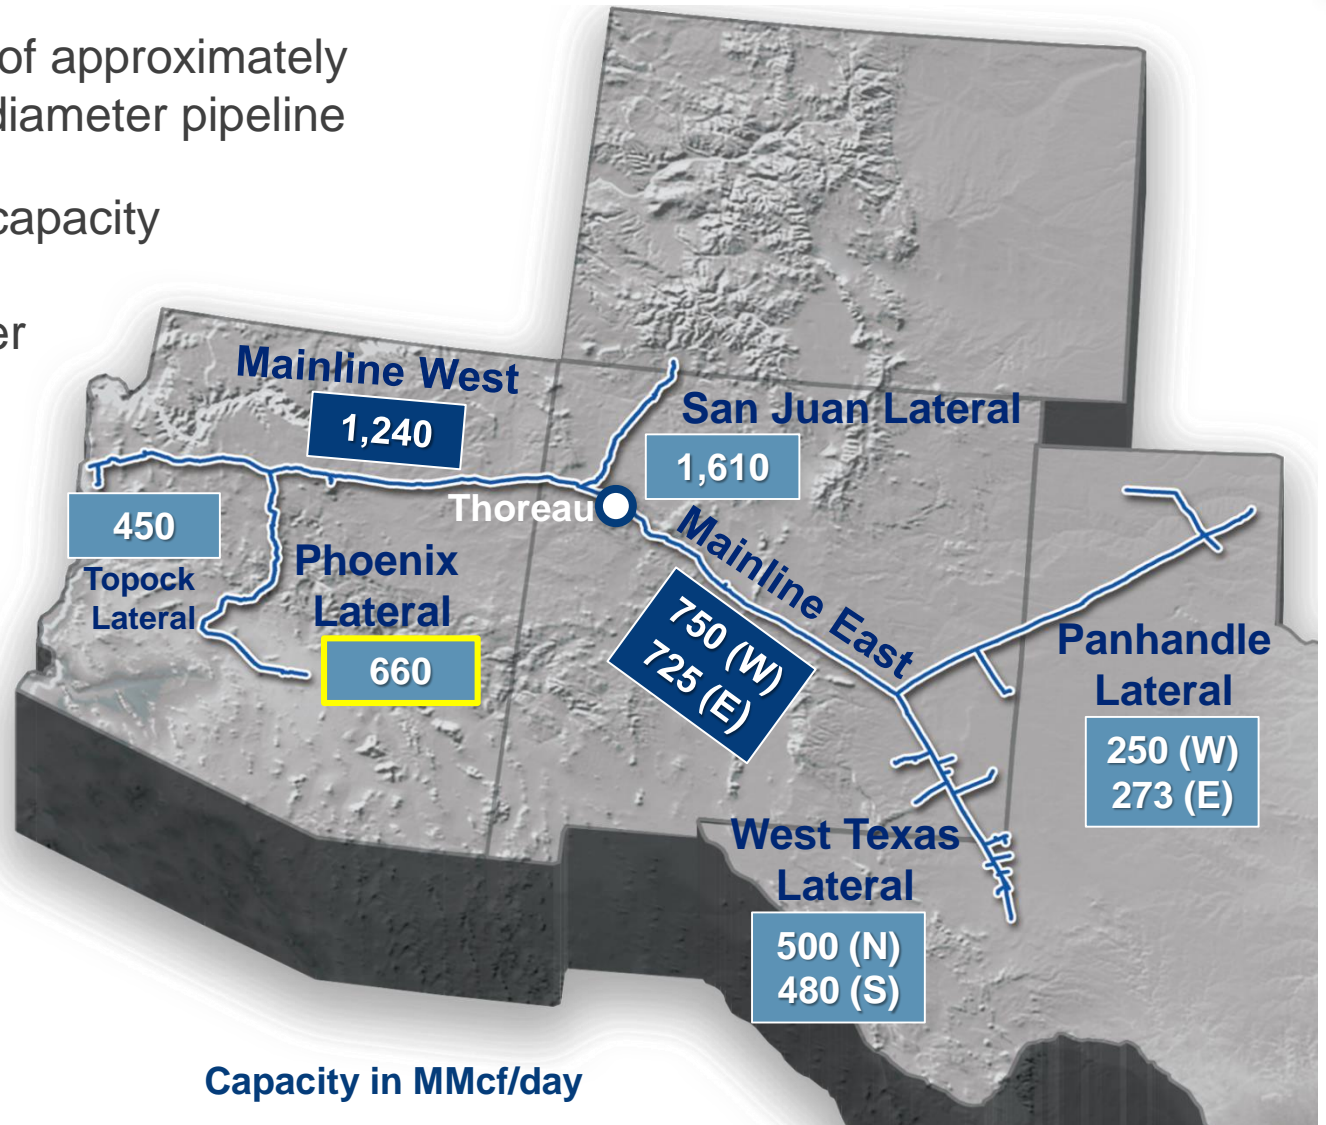 of approximately
diameter pipeline
capacity
er
Mainline West
1,240
San Juan Lateral
1,610
Thoreau
450
Topock
Lateral
Phoenix
Lateral
660
Mainline East
750 (W)
725 (E)
Panhandle
Lateral
250 (W)
273 (E)
West Texas
Lateral
500 (N)
480 (S)
Capacity in MMcf/day